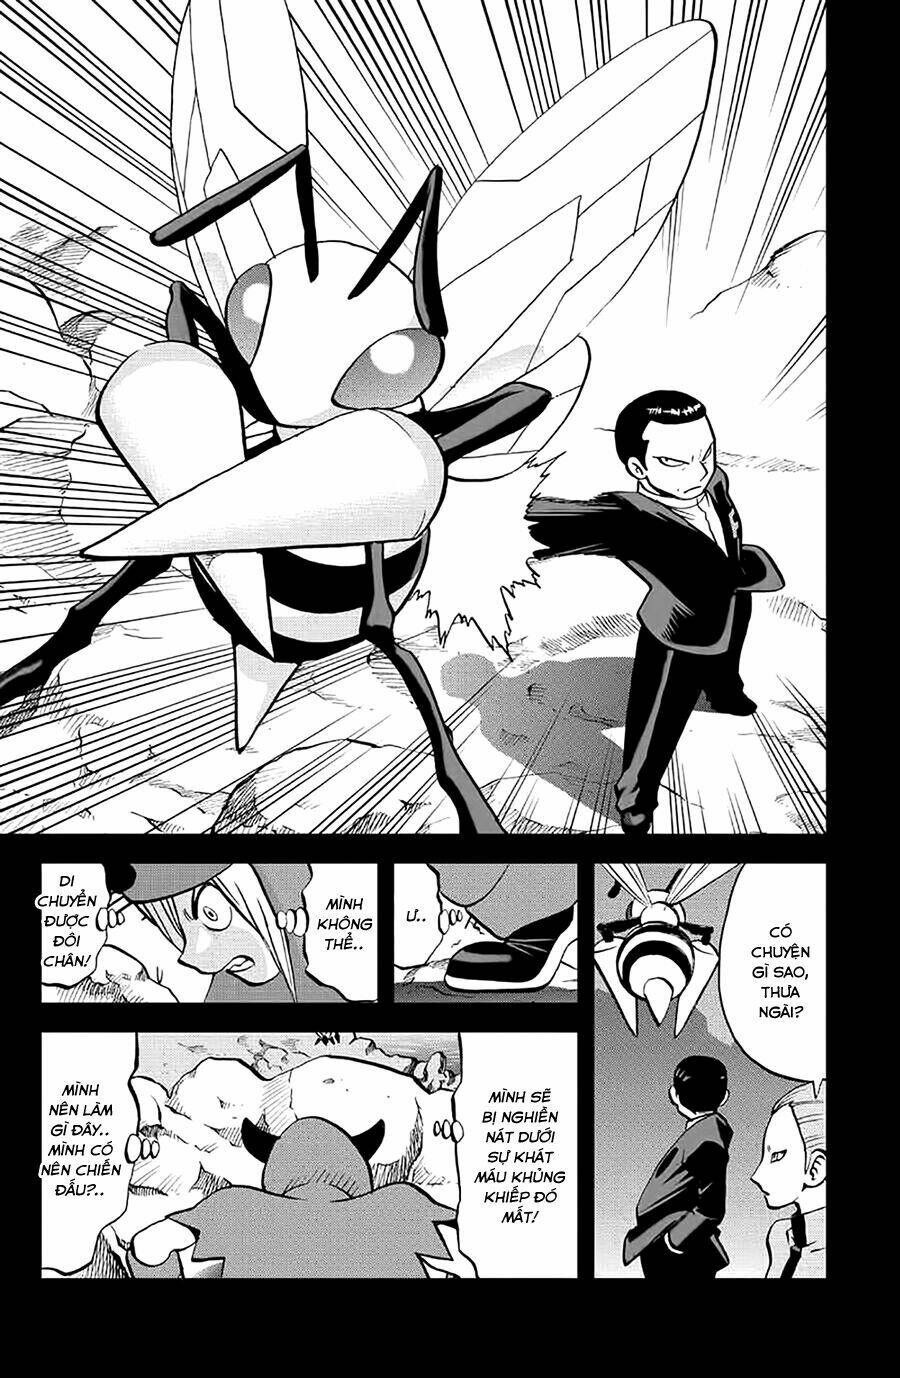 CÓ
CHUYỆN
GÌ SAO,
THƯA
NGÀI?
Ư..
MÌNH
KHÔNG
THỂ..
DI
CHUYỂN
ĐƯỢC
ĐÔI
CHÂN!
MÌNH SẼ
BỊ NGHIỀN
NÁT DƯỚI
SỰ KHÁT
MÁU KHỦNG
KHIẾP ĐÓ
MẤT!
MÌNH
NÊN LÀM
GÌ ĐÂY..
MÌNH CÓ
NÊN CHIẾN
ĐẤU?..